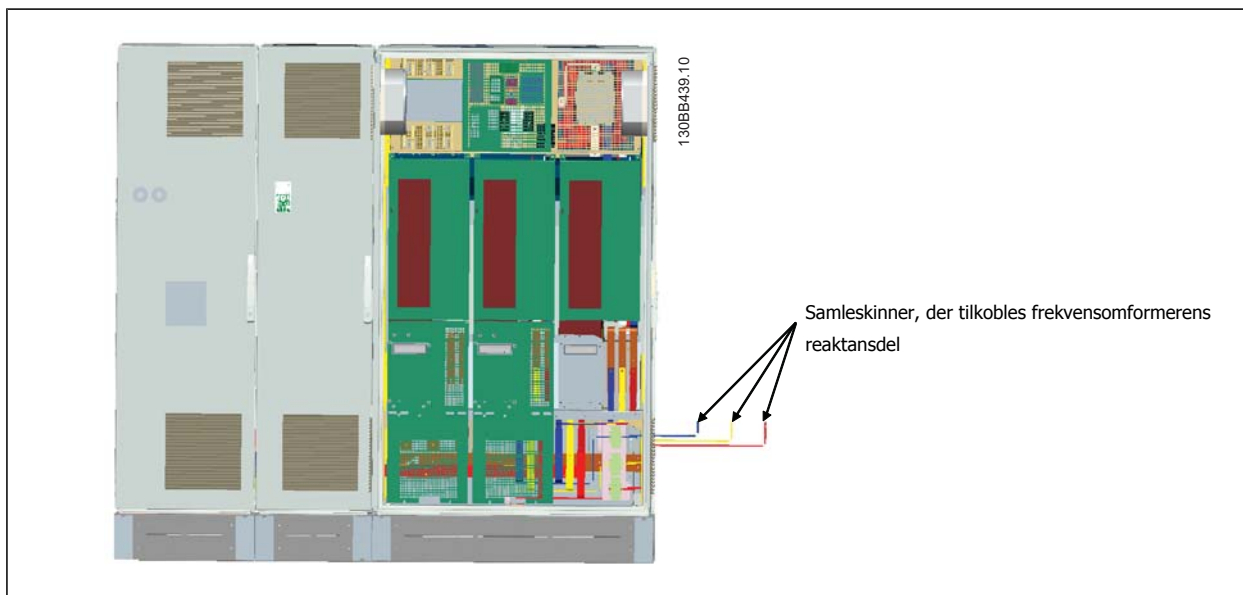 130BB439.10
Samleskinner, der tilkobles frekvensomformerens
reaktansdel